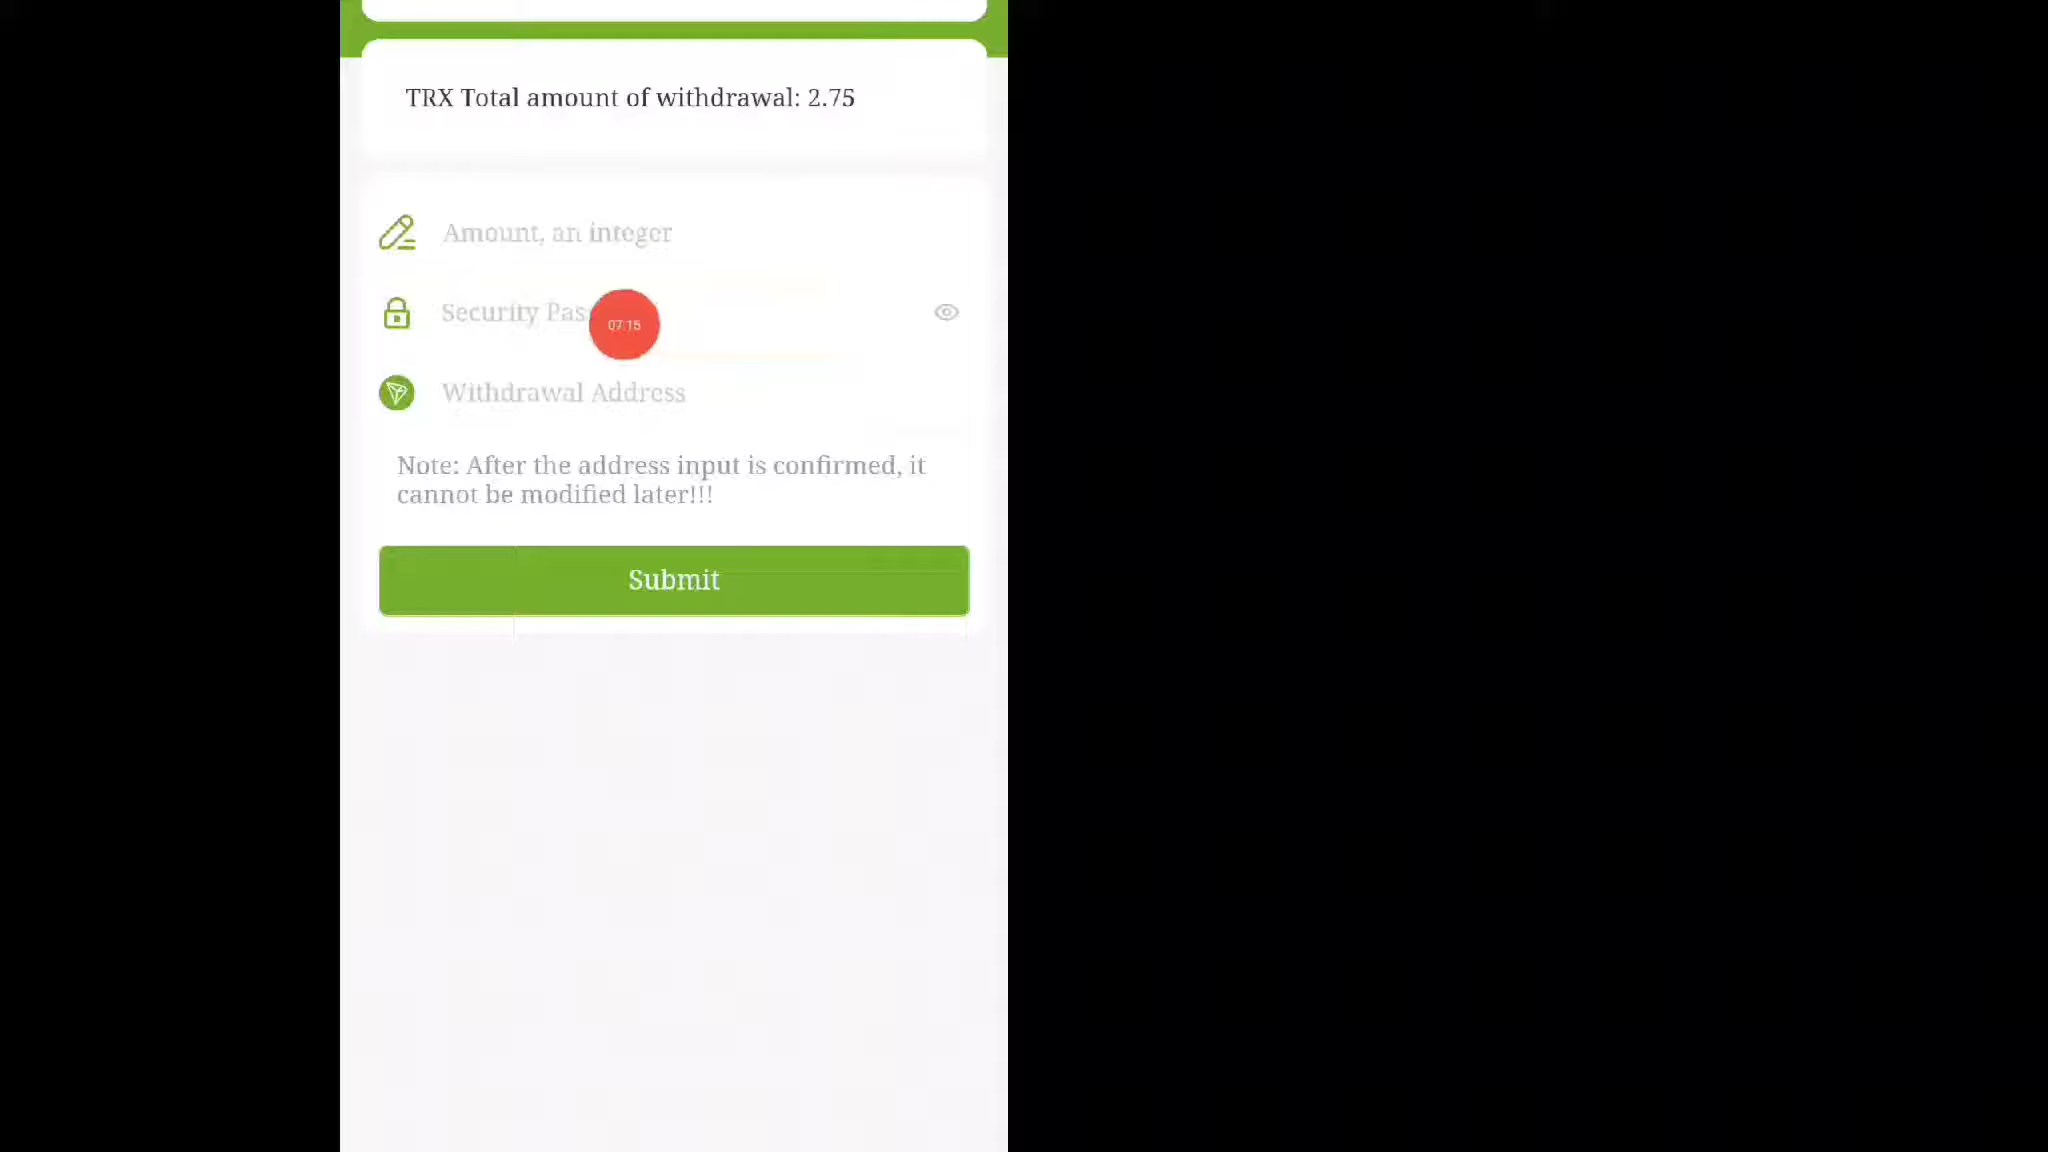 TRX Total amount of withdrawal: 2.75
Amount, an integer
Security Pas
07:15
Withdrawal Address
Note: After the address input is confirmed, it
cannot be modified later!!!
Submit